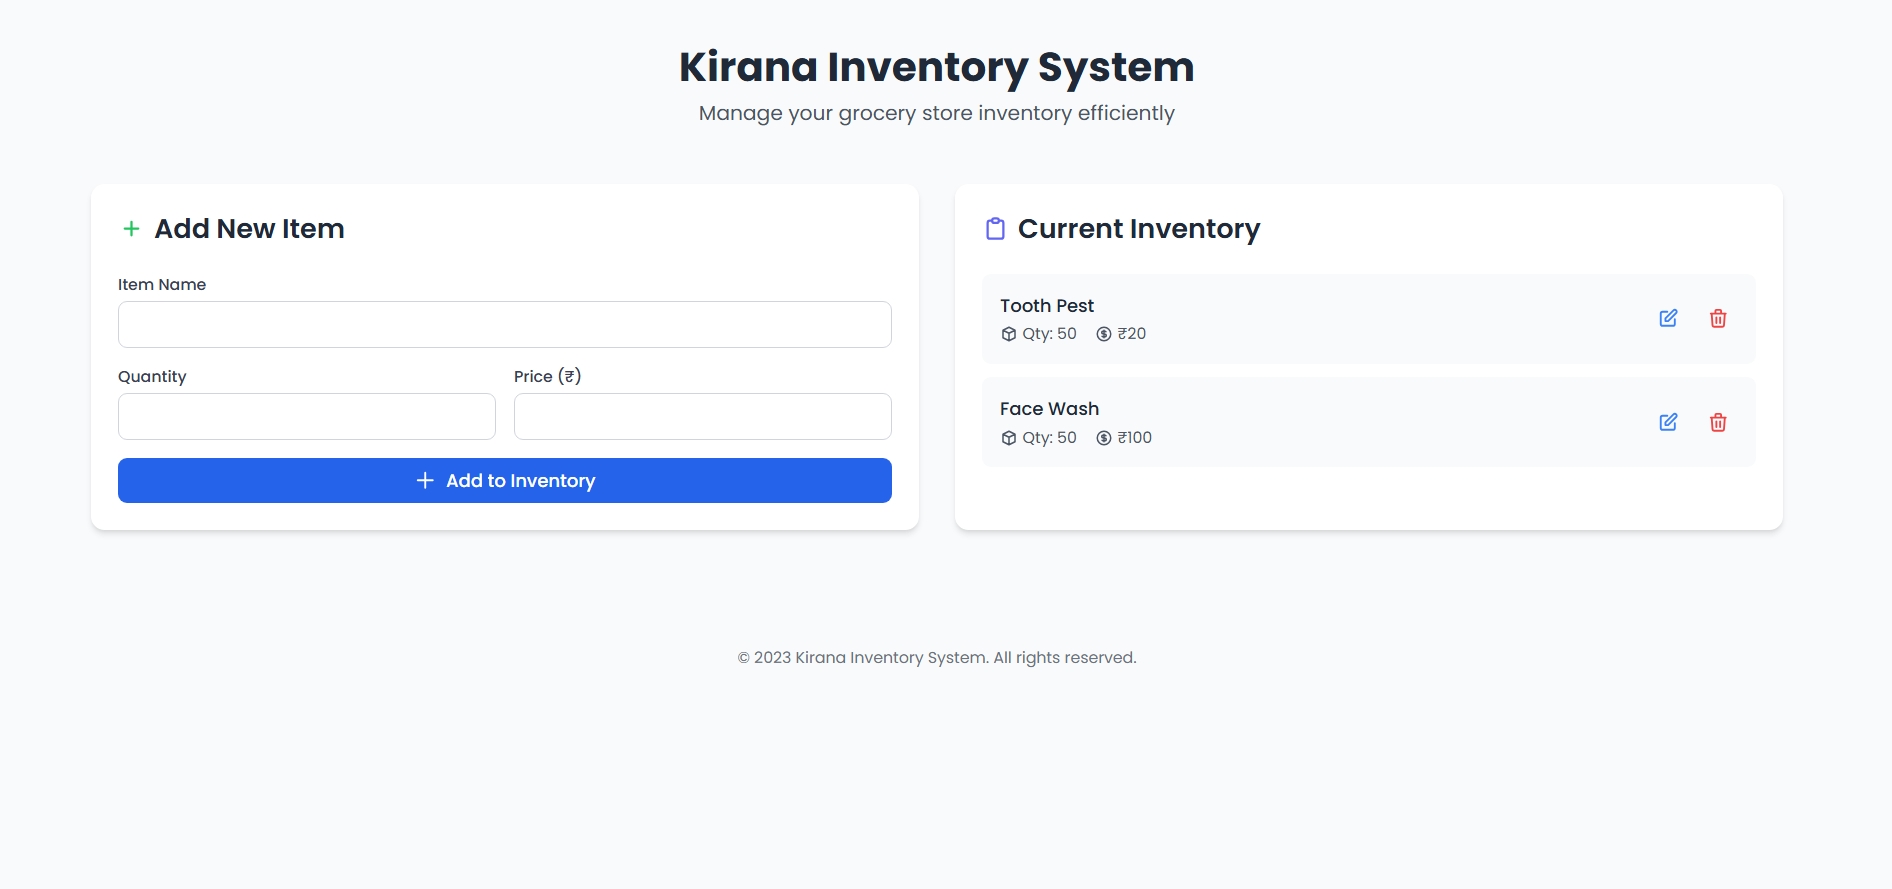 Kirana Inventory System
Manage your grocery store inventory efficiently
Add New Item
Item Name
Quantity
Price (₹)
Add to Inventory
Current Inventory
Tooth Pest
Qty: 50 ₹20
Face Wash
Qty: 50 ₹100
© 2023 Kirana Inventory System. All rights reserved.